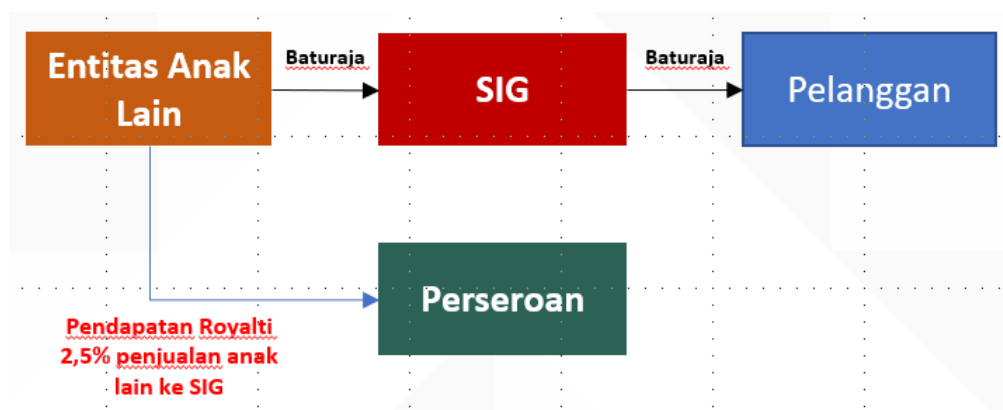 Entitas Anak
Lain
Baturaja
SIG
Baturaja
Pelanggan
Perseroan
Pendapatan Royalti
2,5% penjualan anak
lain ke SIG